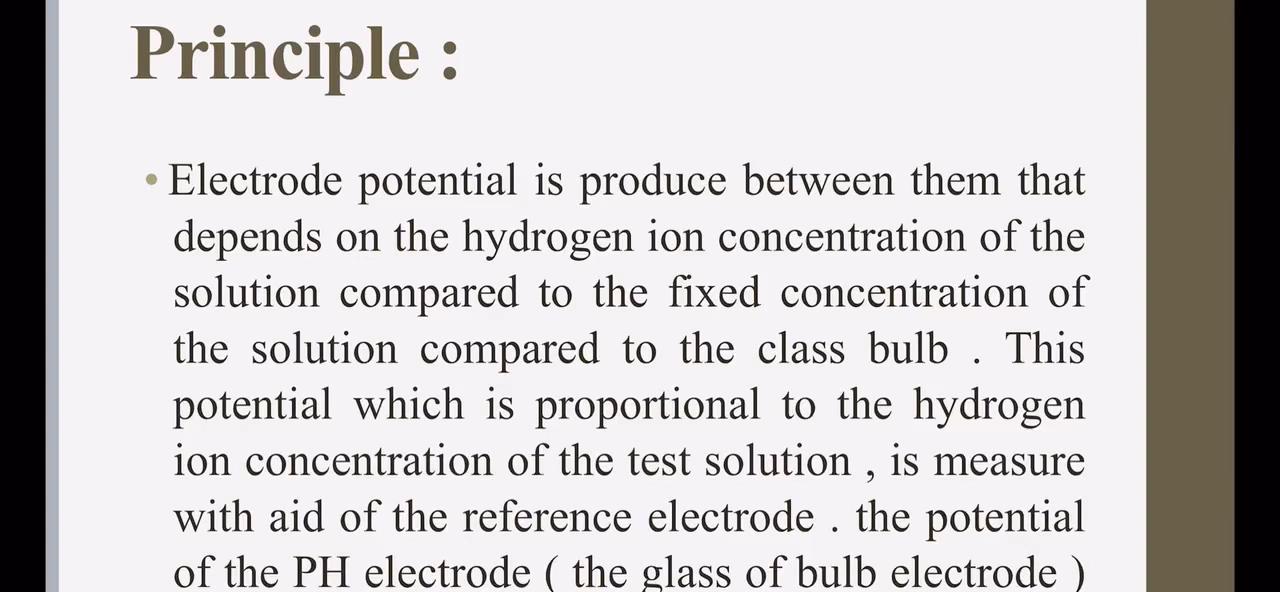 Principle :
• Electrode potential is produce between them that
depends on the hydrogen ion concentration of the
solution compared to the fixed concentration of
the solution compared to the class bulb . This
potential which is proportional to the hydrogen
ion concentration of the test solution , is measure
with aid of the reference electrode . the potential
of the PH electrode ( the glass of bulb electrode )